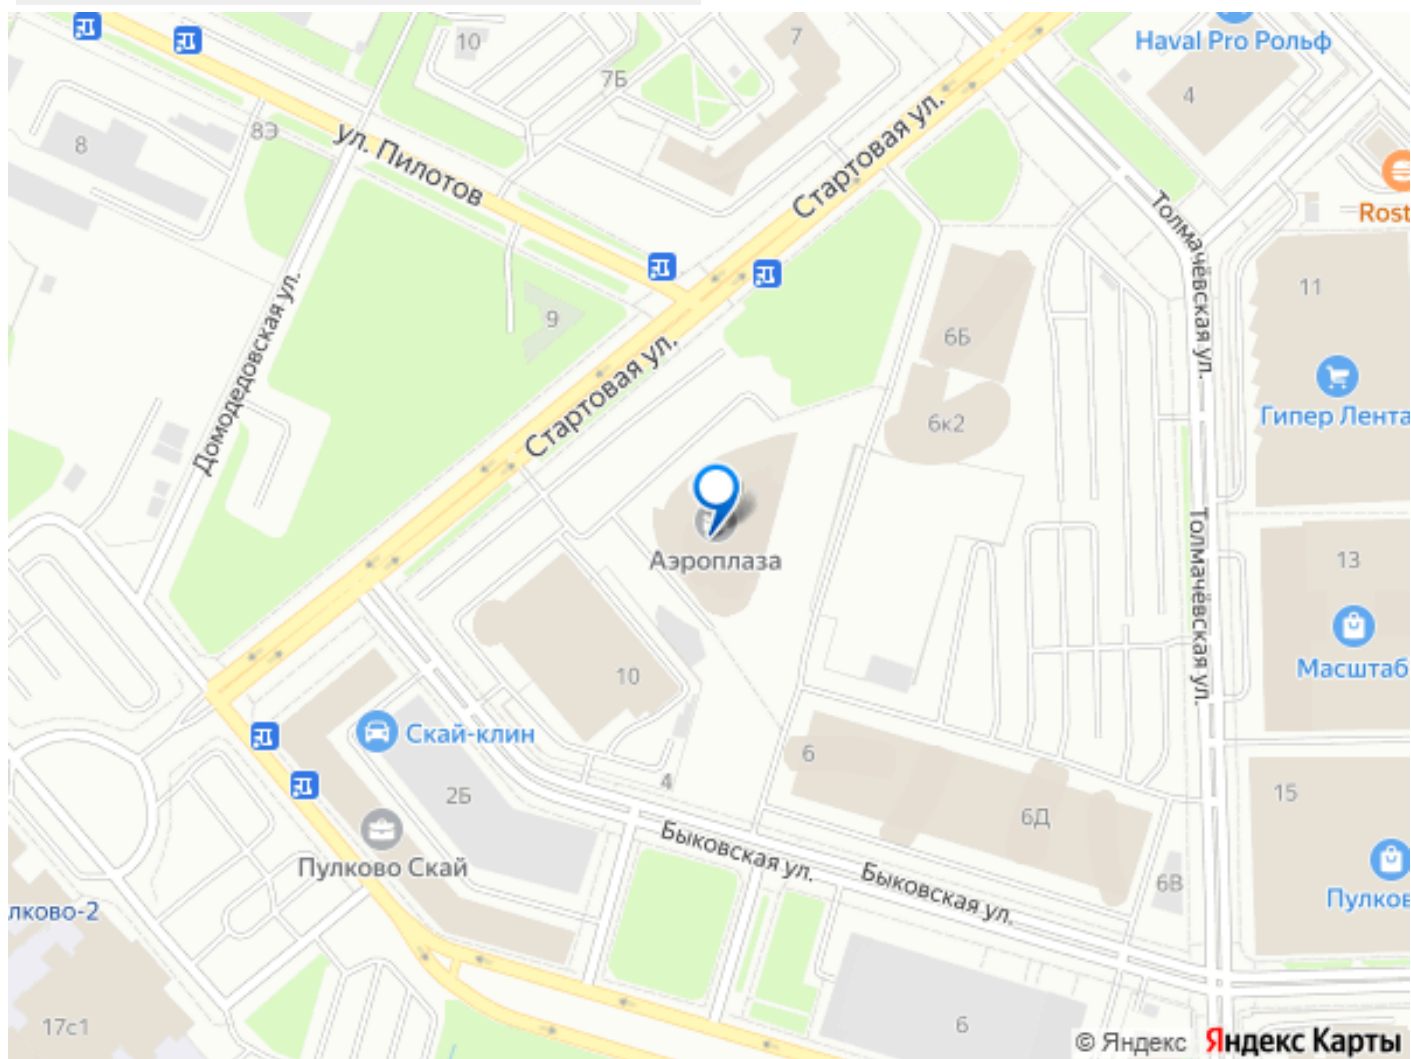 10
7
Haval Pro Рольф
7Б
4
8Э
8
ул. Пилотов
Стартовая ул.
Rost
Толмачёвская ул.
11
9
6Б
Домодедовская ул.
Стартовая ул.
6к2
Гипер Лента
Аэроплаза
Толмачёвская ул.
13
Масштаб
10
Скай-клин
6
4
2Б
6Д
15
Быковская ул.
Пулково Скай
Быковская ул.
6В
Пулков
лково-2
17с1
6
© Яндекс Яндекс Карты